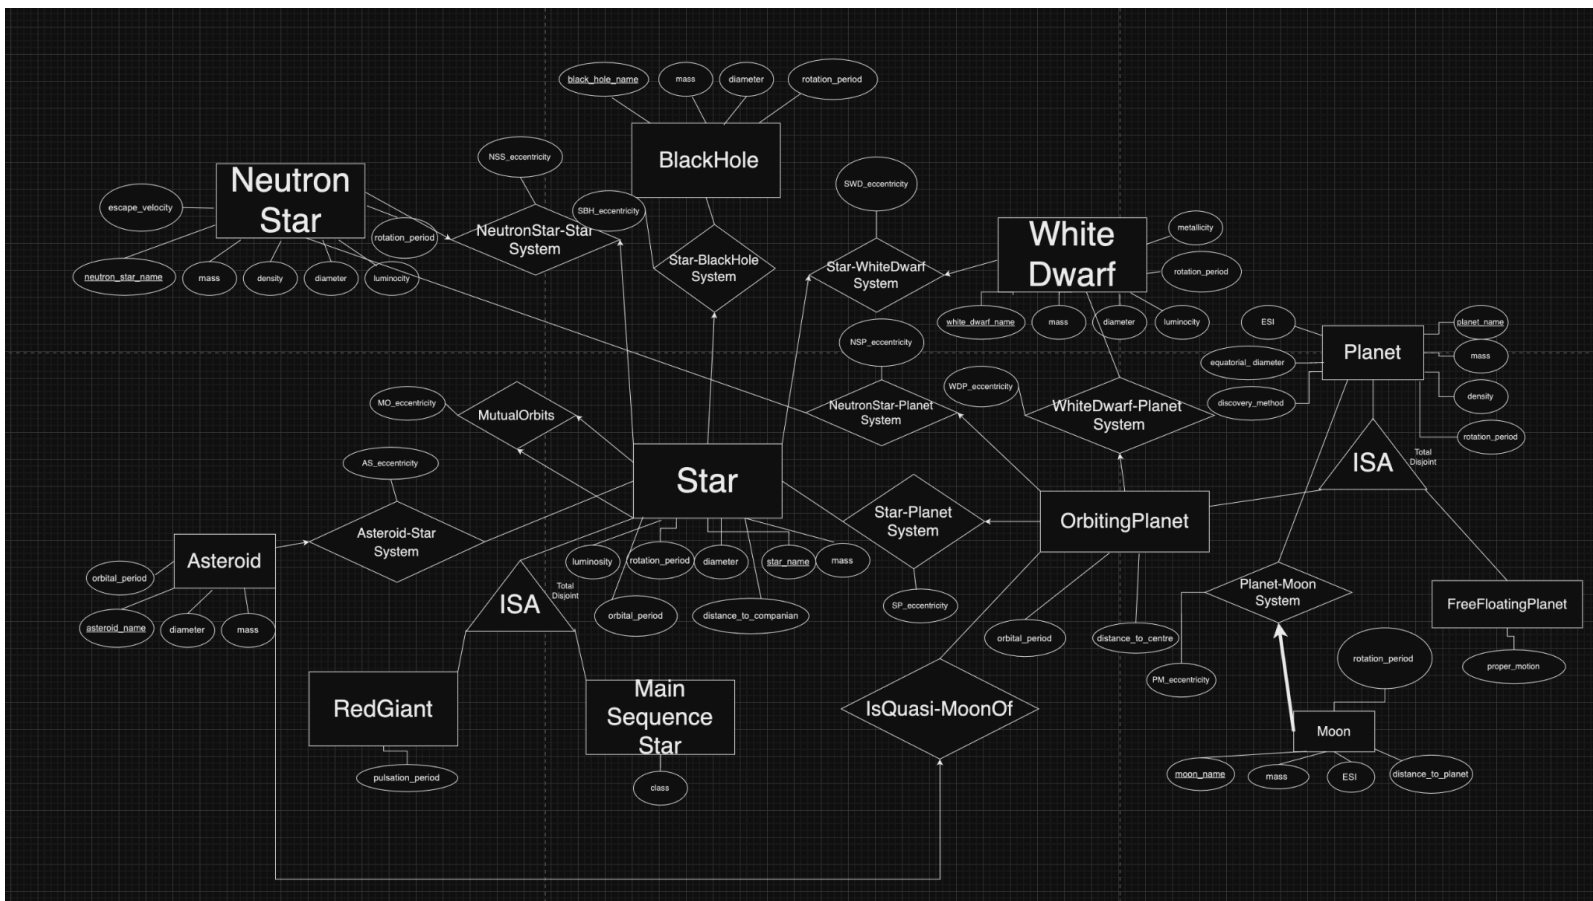 black_hole_name
mass
diameter
rotation_period
BlackHole
NSS_eccentricity
SWD_eccentricity
Neutron
Star
escape_velocity
SBH_eccentricity
NeutronStar-Star
System
rotation_period
neutron_star_name
mass
density
diameter
luminocity
Star-BlackHole
System
Star-WhiteDwarf
System
White
Dwarf
metallicity
rotation_period
white_dwarf_name
mass
diameter
luminocity
ESI
Planet
planet_name
mass
equatorial_ diameter
density
discovery_method
rotation_period
NSP_eccentricity
WDP_eccentricity
NeutronStar-Planet
System
WhiteDwarf-Planet
System
MO_eccentricity
MutualOrbits
ISA
Total
Disjoint
AS_eccentricity
Star
Asteroid-Star
System
Star-Planet
System
OrbitingPlanet
Asteroid
orbital_period
asteroid_name
diameter
mass
luminosity
rotation_period
diameter
star_name
mass
orbital_period
distance_to_companian
ISA
Total
Disjoint
SP_eccentricity
orbital_period
distance_to_centre
Planet-Moon
System
FreeFloatingPlanet
proper_motion
PM_eccentricity
rotation_period
RedGiant
pulsation_period
Main
Sequence
Star
class
IsQuasi-MoonOf
Moon
moon_name
mass
ESI
distance_to_planet